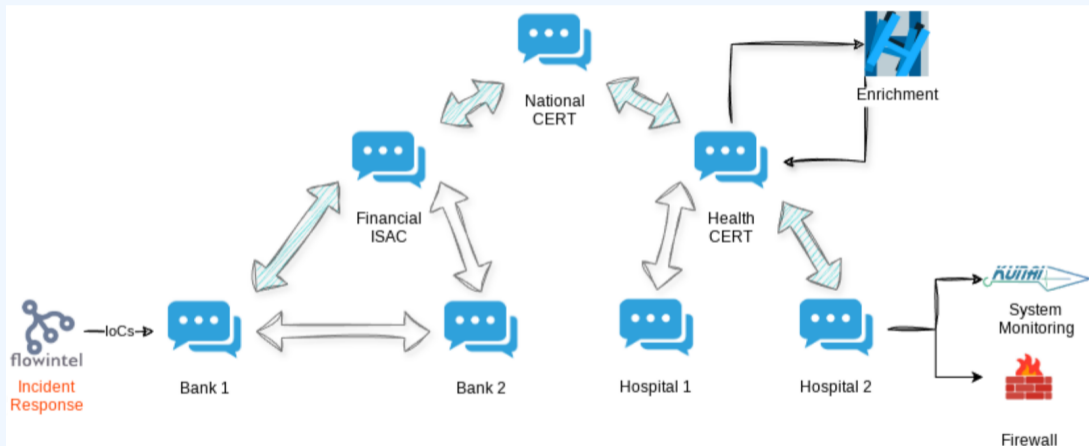 National
CERT
Enrichment
Financial
ISAC
Health
CERT
KUNAI
System
Monitoring
flowintel
Incident
Response
IoCs
Bank 1
Bank 2
Hospital 1
Hospital 2
Firewall